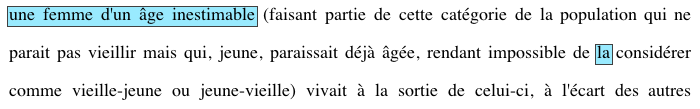 une femme d'un âge inestimable (faisant partie de cette catégorie de la population qui ne
parait pas vieillir mais qui, jeune, paraissait déjà âgée, rendant impossible de la considérer
comme vieille-jeune ou jeune-vieille) vivait à la sortie de celui-ci, à l'écart des autres